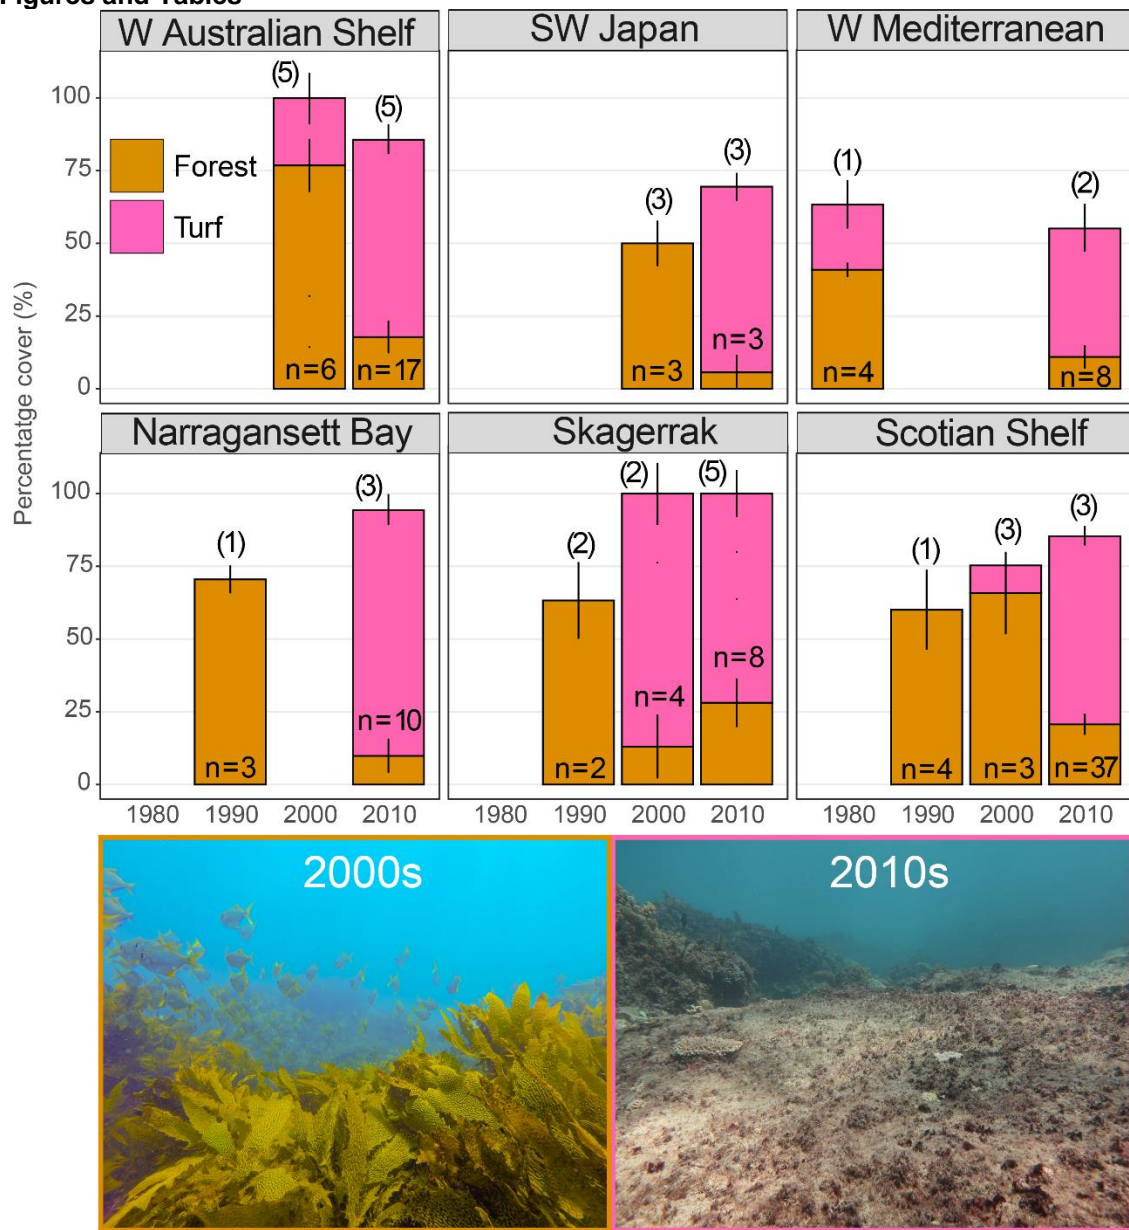 Figures and Tables
W Australian Shelf
SW Japan
W Mediterranean
100
75
50
25
0
Forest
Turf
(5)
(5)
n=6
n=17
(3)
(3)
n=3
n=3
(1)
(2)
n=4
n=8
Percentatge cover (%)
Narragansett Bay
Skagerrak
Scotian Shelf
100
75
50
25
0
(1)
(3)
n=3
n=10
(2)
(2)
(5)
n=2
n=4
n=8
(1)
(3)
(3)
n=4
n=3
n=37
1980 1990 2000 2010
1980 1990 2000 2010
1980 1990 2000 2010
2000s
2010s